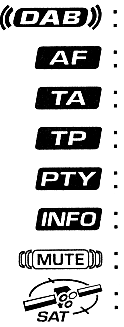 ((DAB)) :
AF :
TA :
TP :
PTY :
INFO :
MUTE :
SAT :